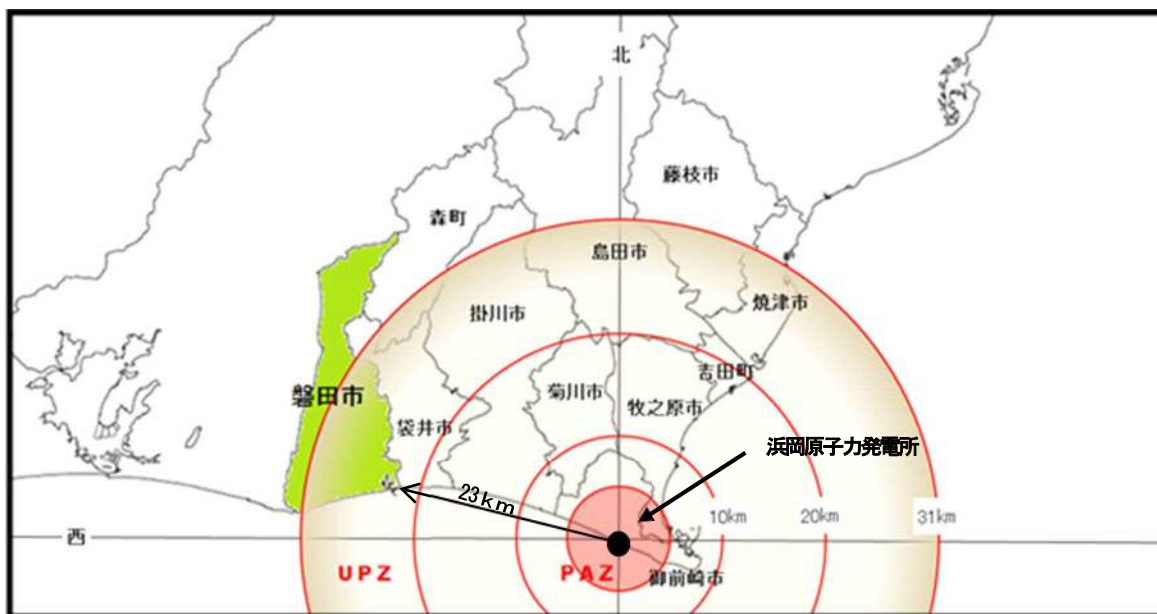 北
藤枝市
森町
島田市
焼津市
掛川市
吉田町
菊川市
磐田市
牧之原市
袋井市
浜岡原子力発電所
23km
10km
20km
31km
西
UPZ
PAZ
御前崎市